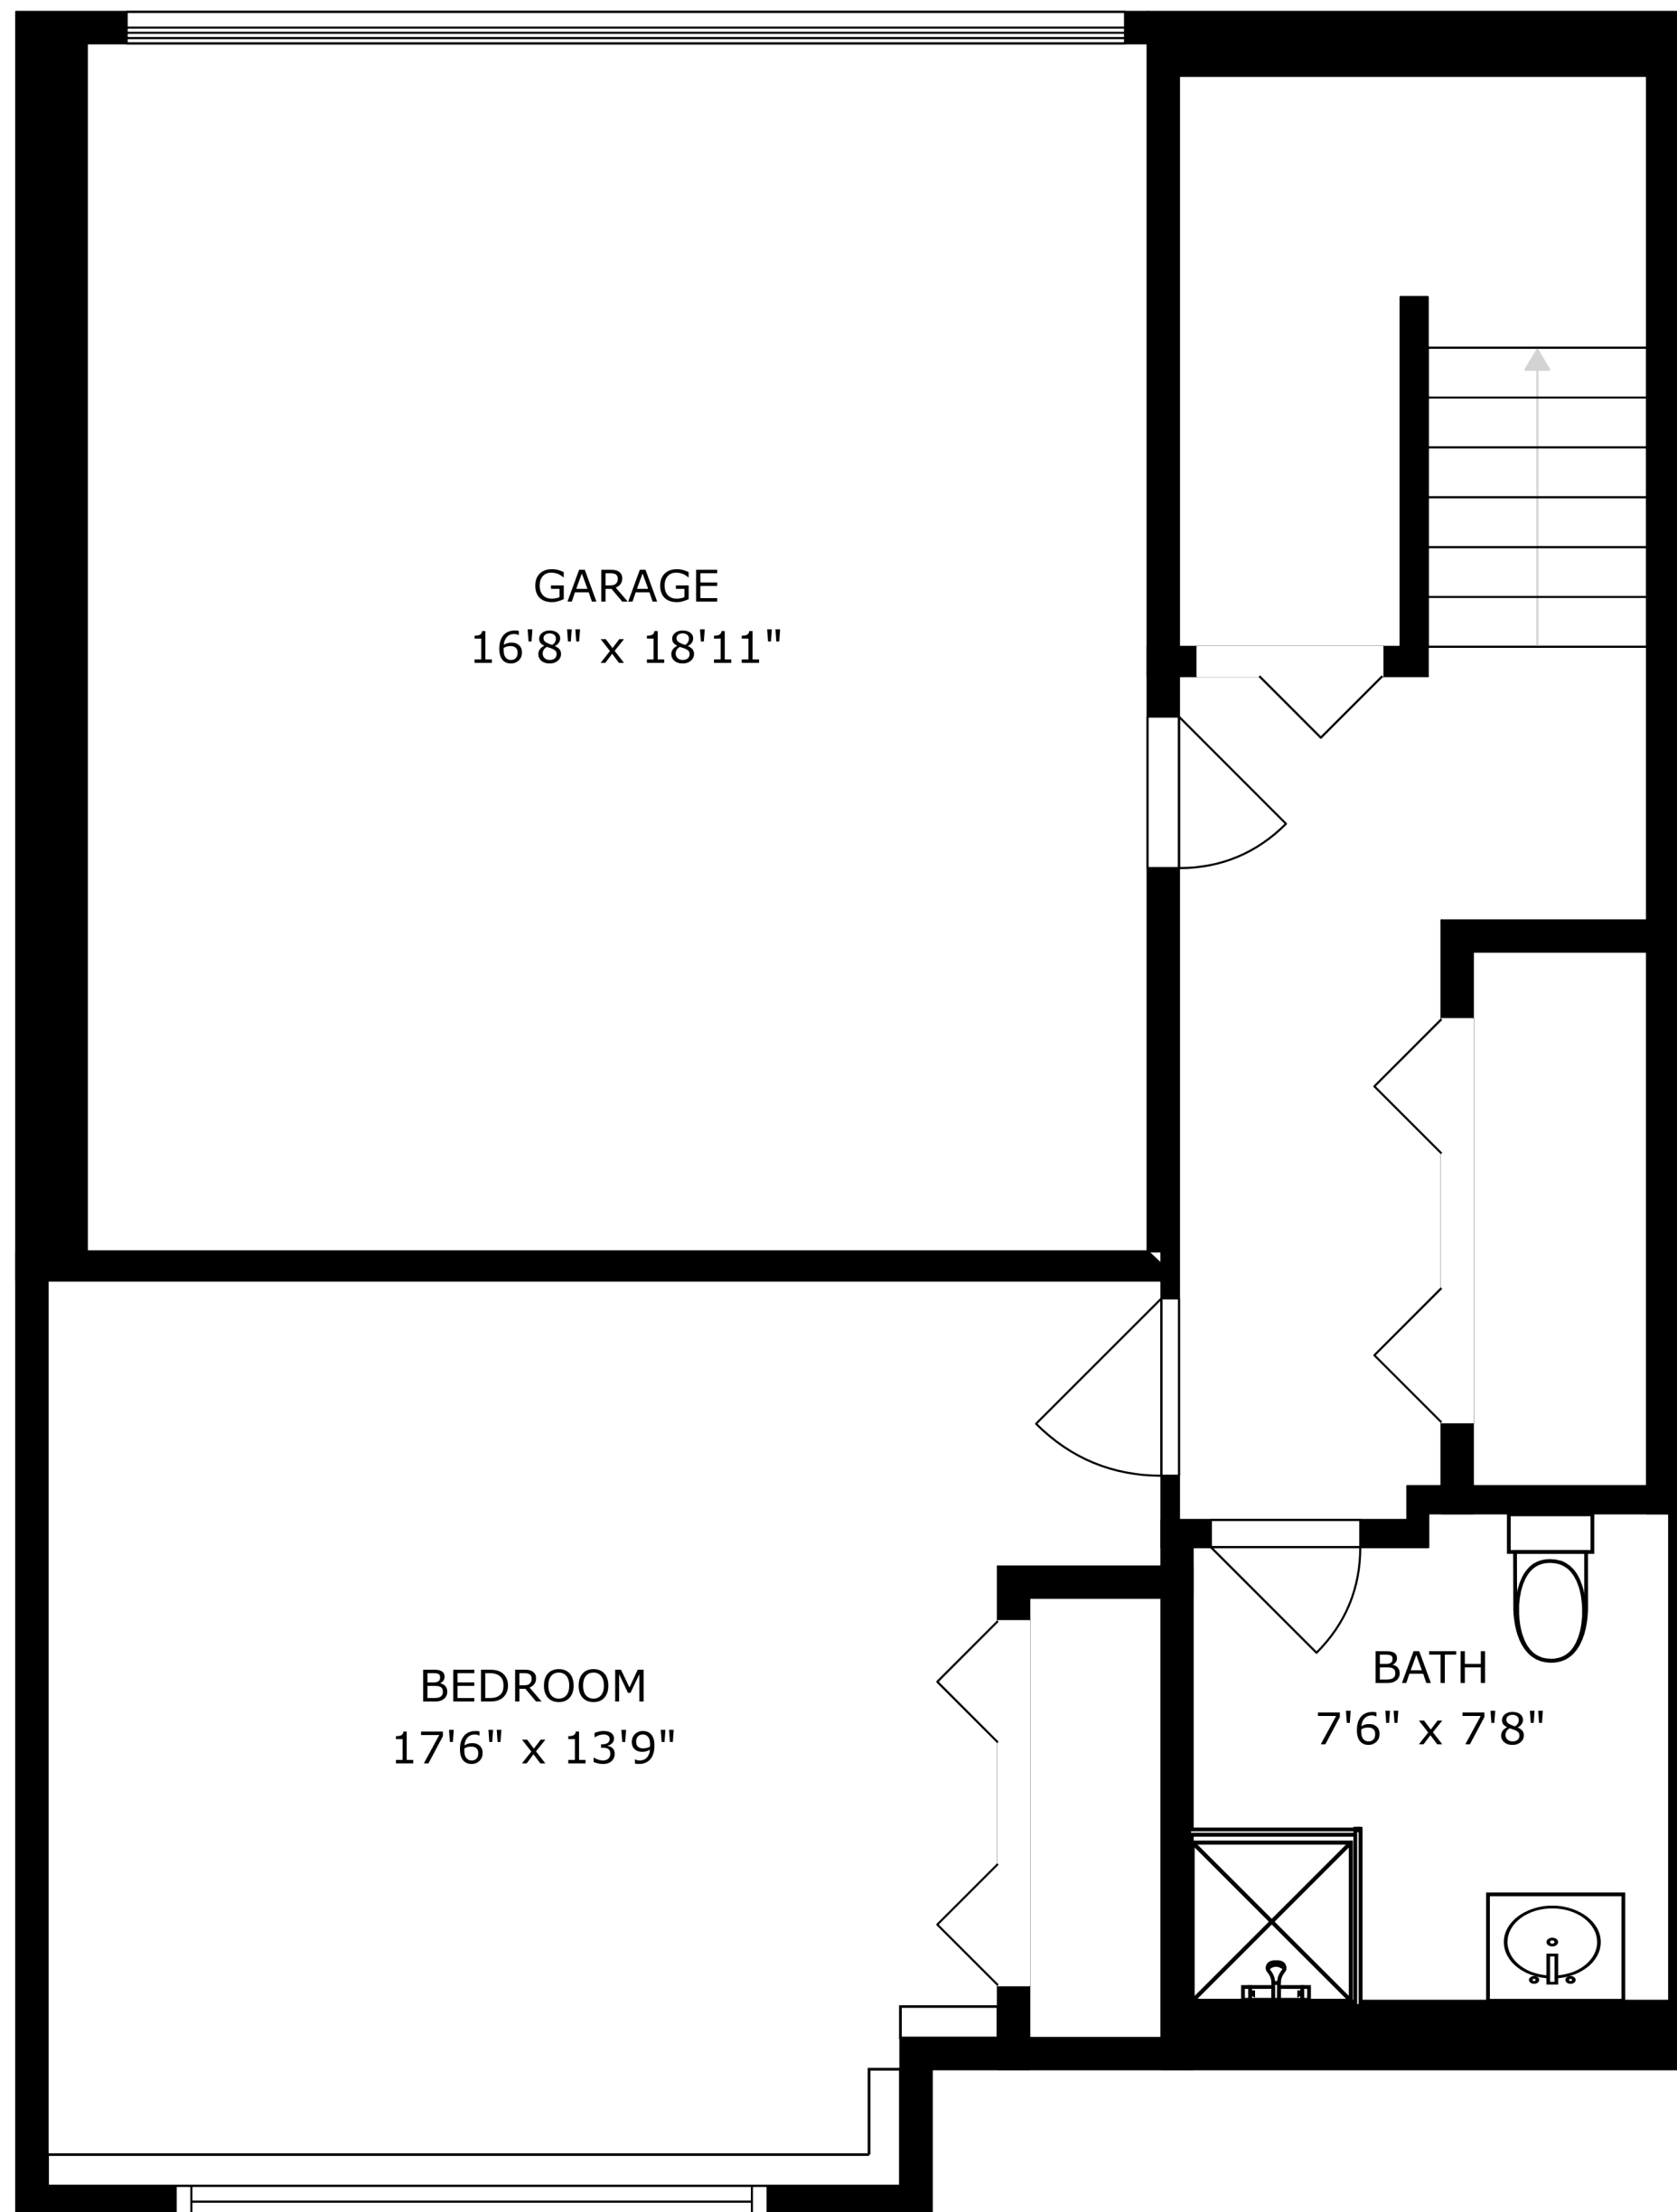 GARAGE
16'8" x 18'11"
BEDROOM
17'6" x 13'9"
BATH
7'6" x 7'8"